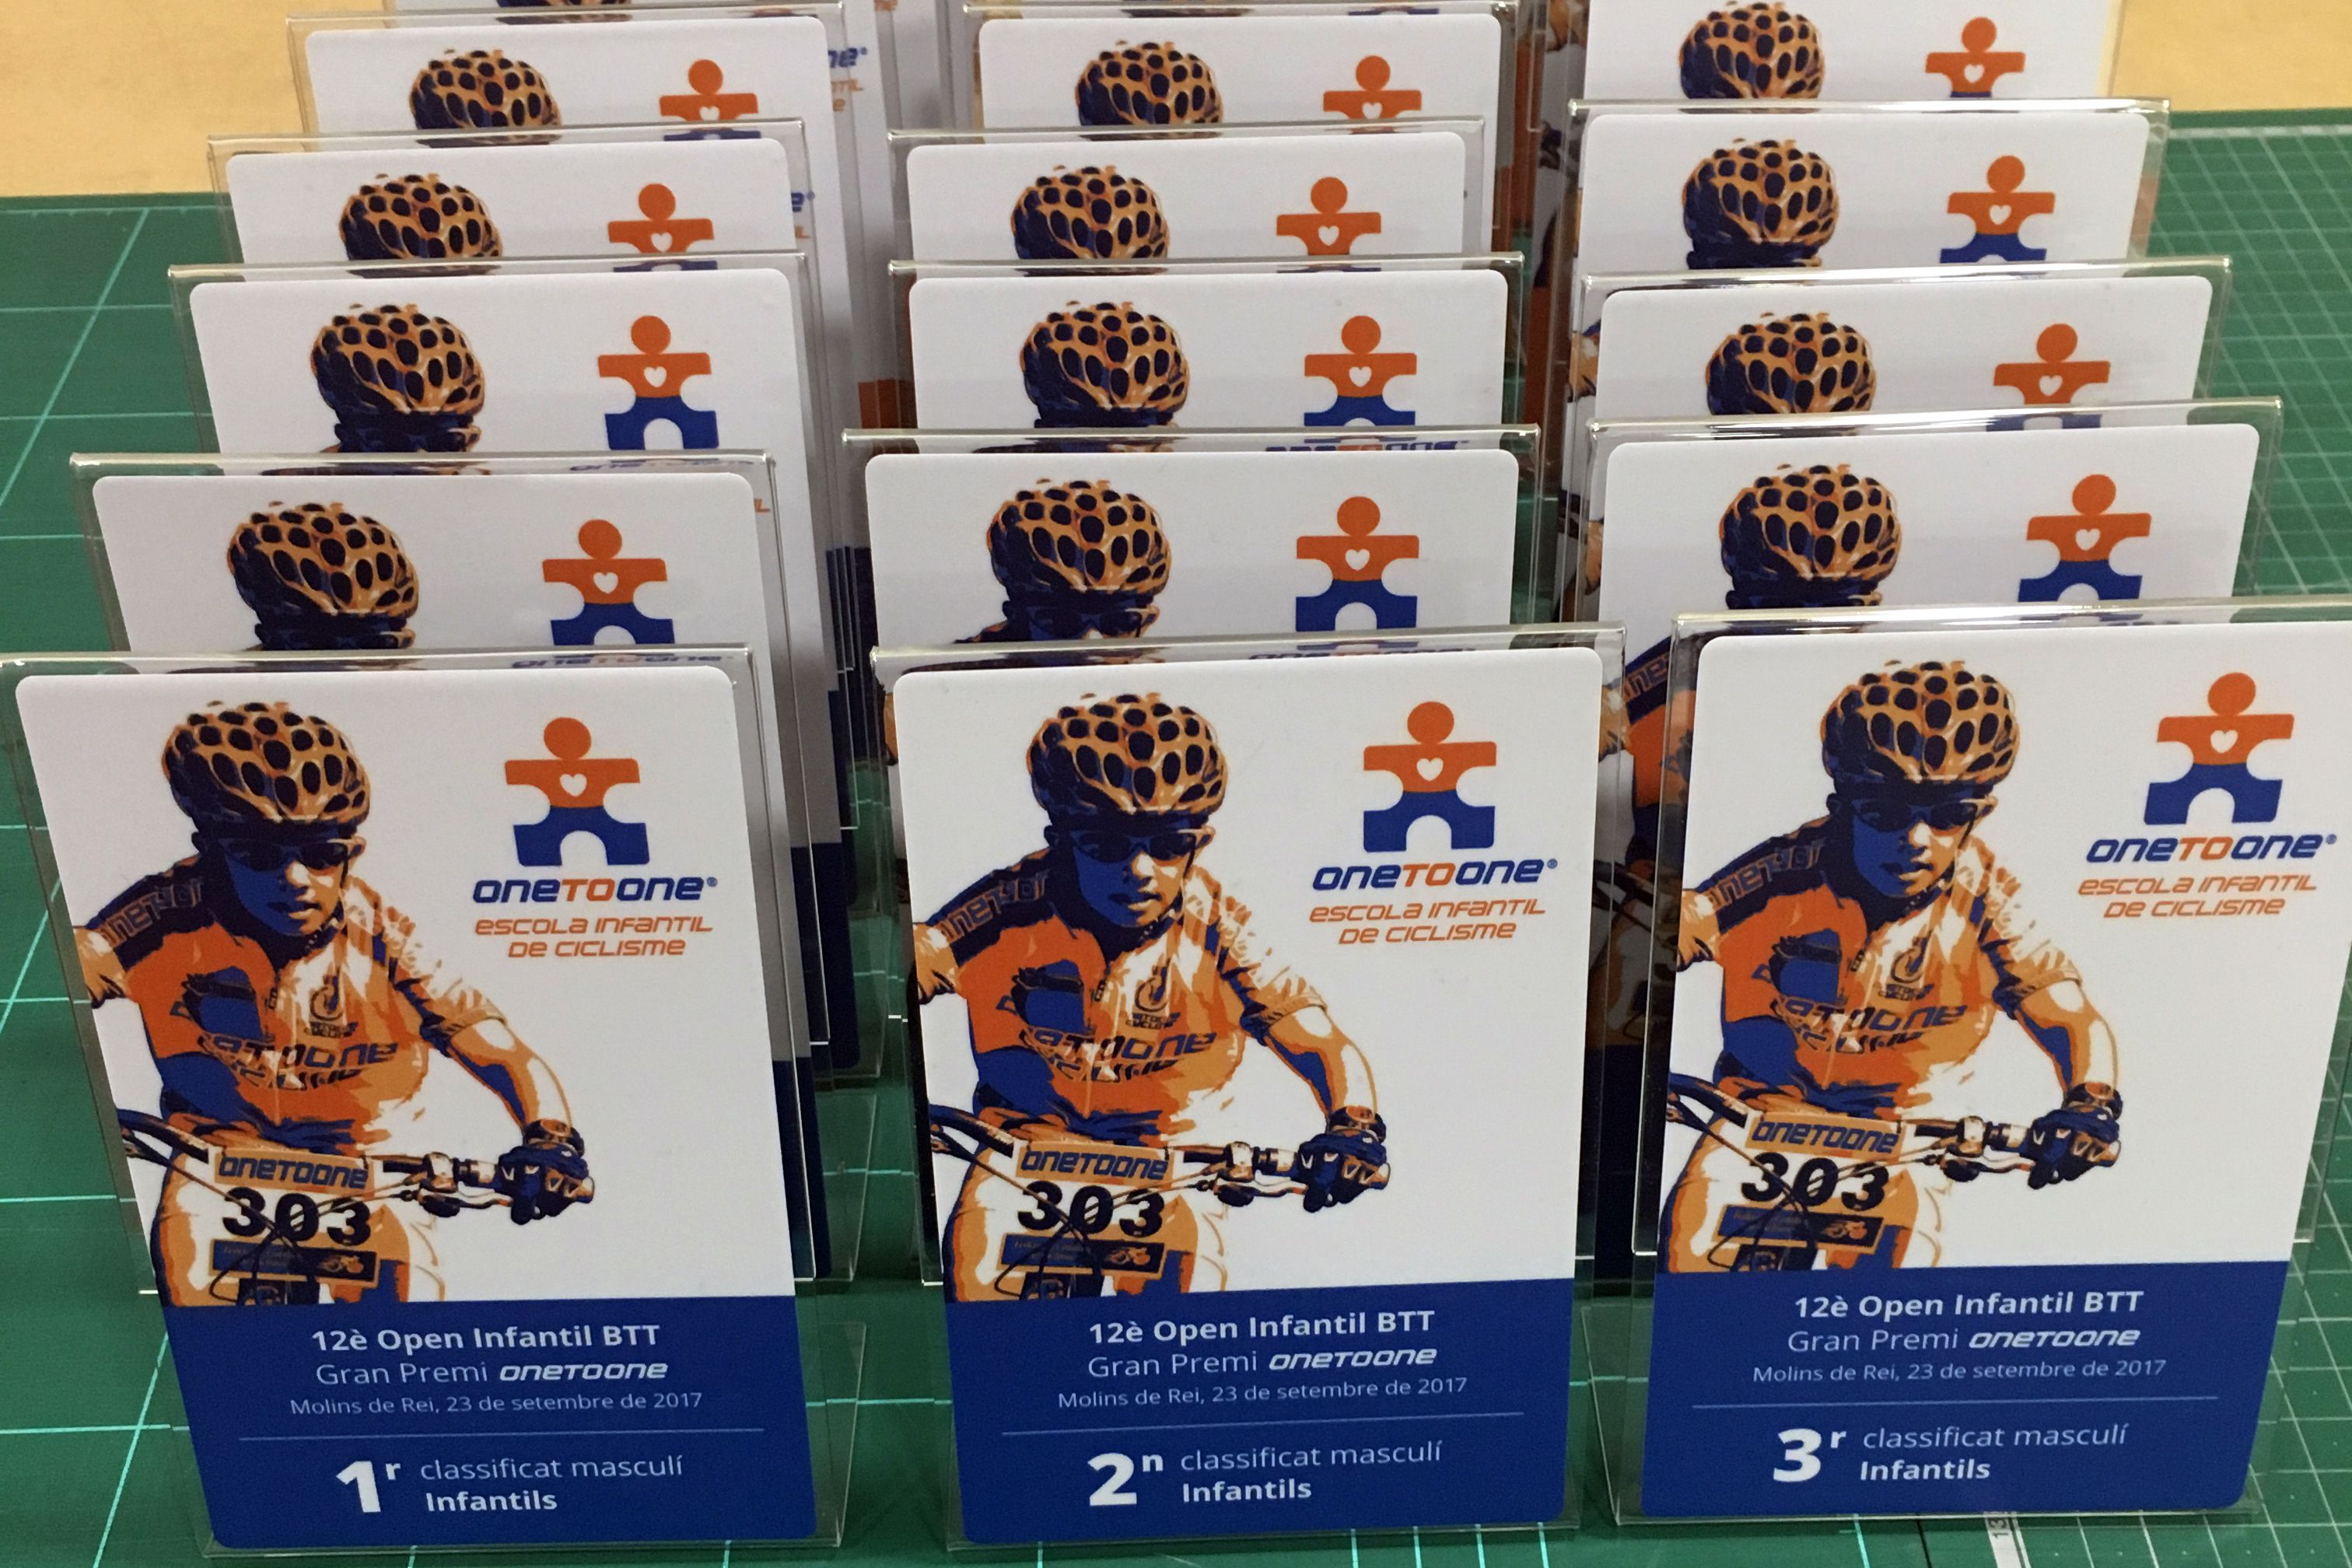 ONETOONE®
ESCOLA INFANTIL
DE CICLISME
ONETOONE
303
12è Open Infantil BTT
Gran Premi ONETOONE
Molins de Rei, 23 de setembre de 2017
1r classificat masculí
Infantils
ONETOONE®
ESCOLA INFANTIL
DE CICLISME
ONETOONE
303
12è Open Infantil BTT
Gran Premi ONETOONE
Molins de Rei, 23 de setembre de 2017
2n classificat masculí
Infantils
ONETOONE®
ESCOLA INFANTIL
DE CICLISME
ONETOONE
303
12è Open Infantil BTT
Gran Premi ONETOONE
Molins de Rei, 23 de setembre de 2017
3r classificat masculí
Infantils